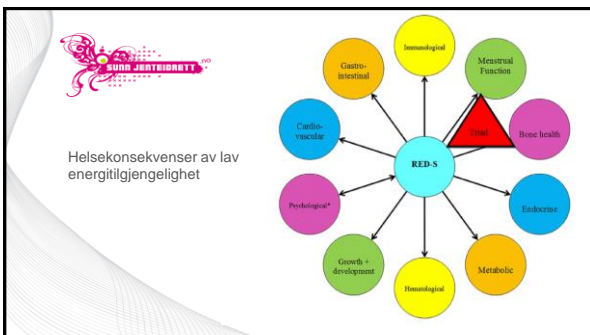 SUNN JENTEIDRETT.no
Helsekonsekvenser av lav
energitilgjengelighet
Immunological
Menstrual
Function
Gastro-
intestinal
Triad
Bone health
Cardio-
vascular
RED-S
Psychological*
Endocrine
Growth +
development
Metabolic
Hematological